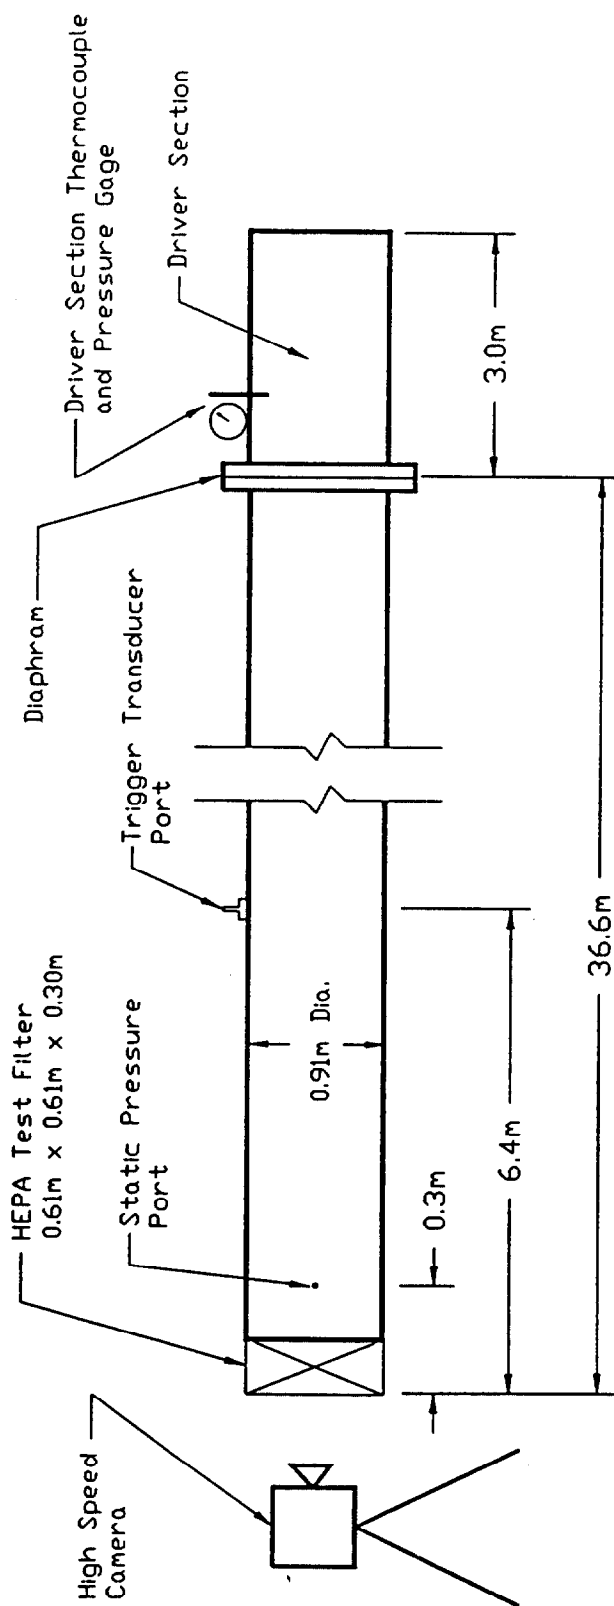 High Speed
Camera
HEPA Test Filter
0.61m x 0.61m x 0.30m
Static Pressure
Port
Trigger Transducer
Port
Diaphram
Driver Section Thermocouple
and Pressure Gage
Driver Section
0.91m Dia.
0.3m
6.4m
36.6m
3.0m